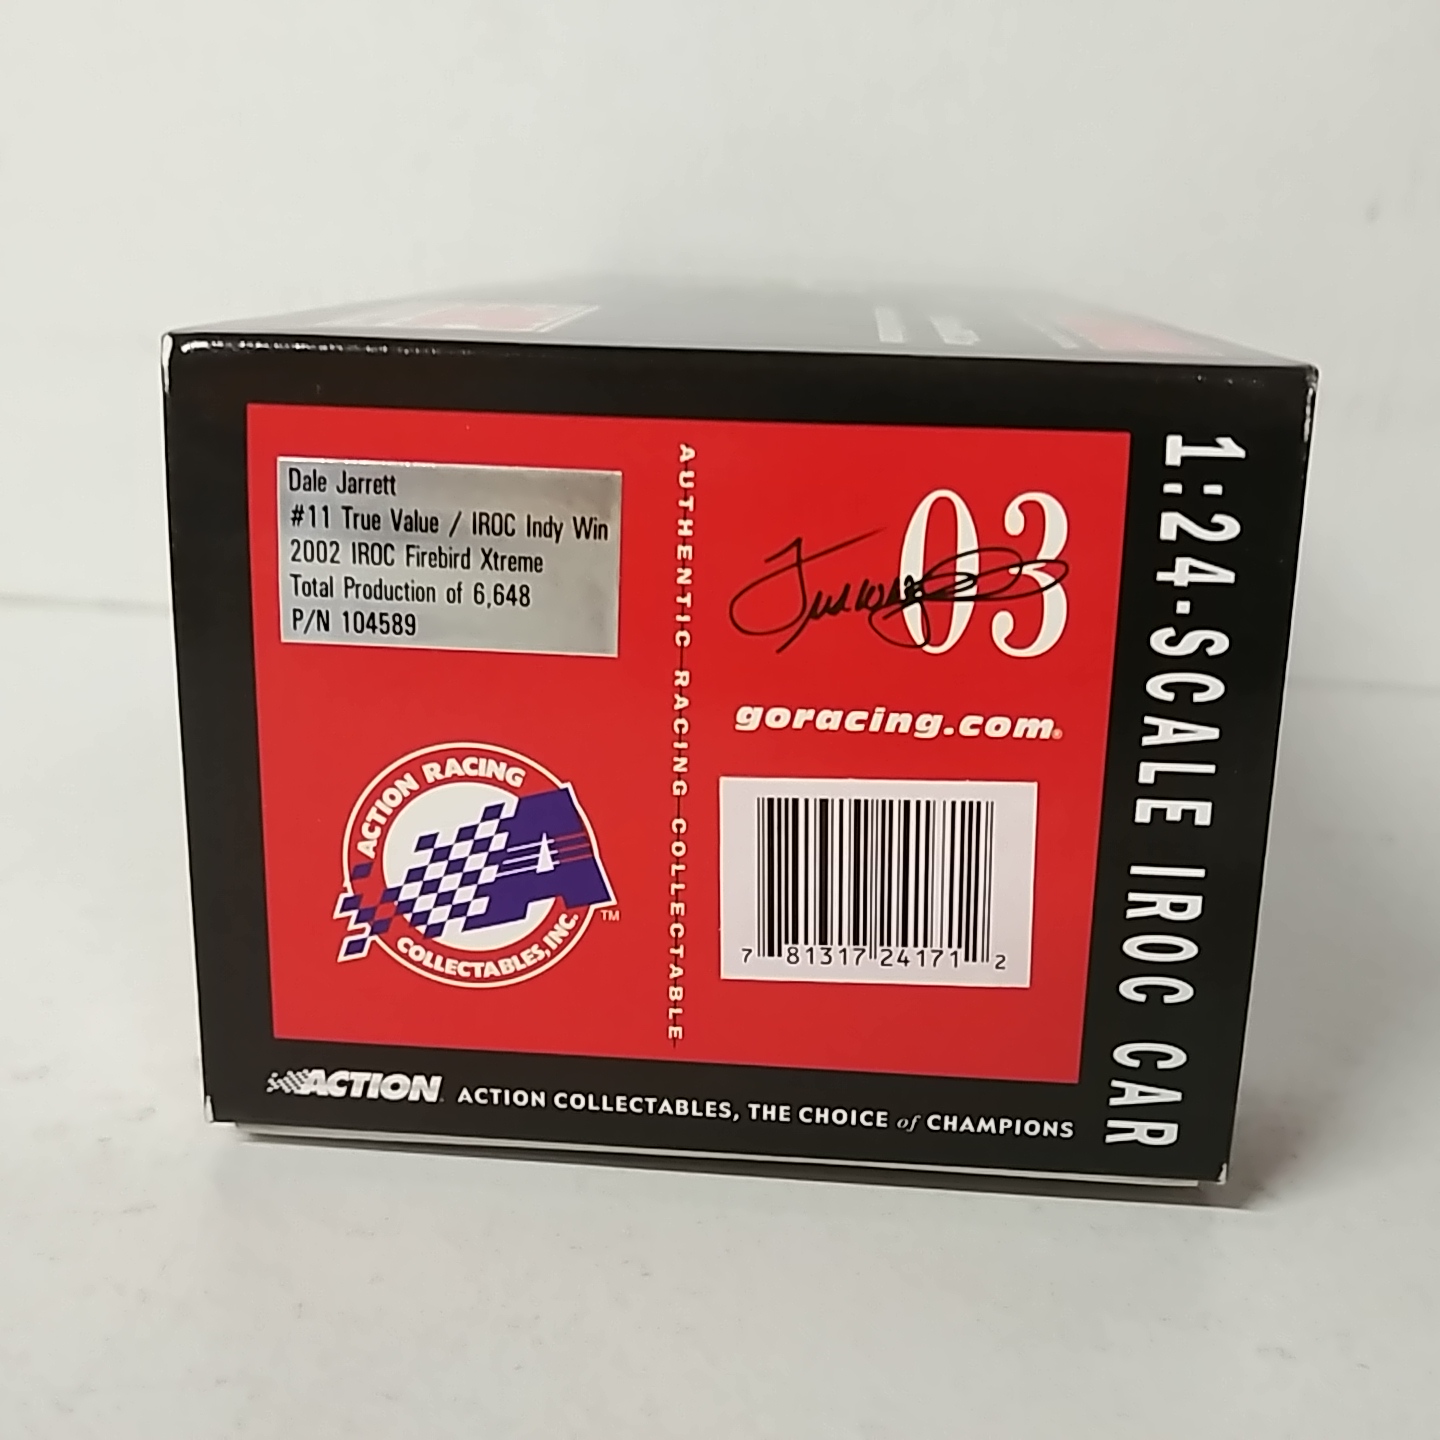 Dale Jarrett
#11 True Value / IROC Indy Win
2002 IROC Firebird Xtreme
Total Production of 6,648
P/N 104589
ACTION RACING
COLLECTABLES, INC.
TM
AUTHENTIC RACING COLLECTABLE
03
goracing.com®
7 81317 24171 2
1:24-SCALE IROC CAR
ACTION
ACTION COLLECTABLES, THE CHOICE of CHAMPIONS